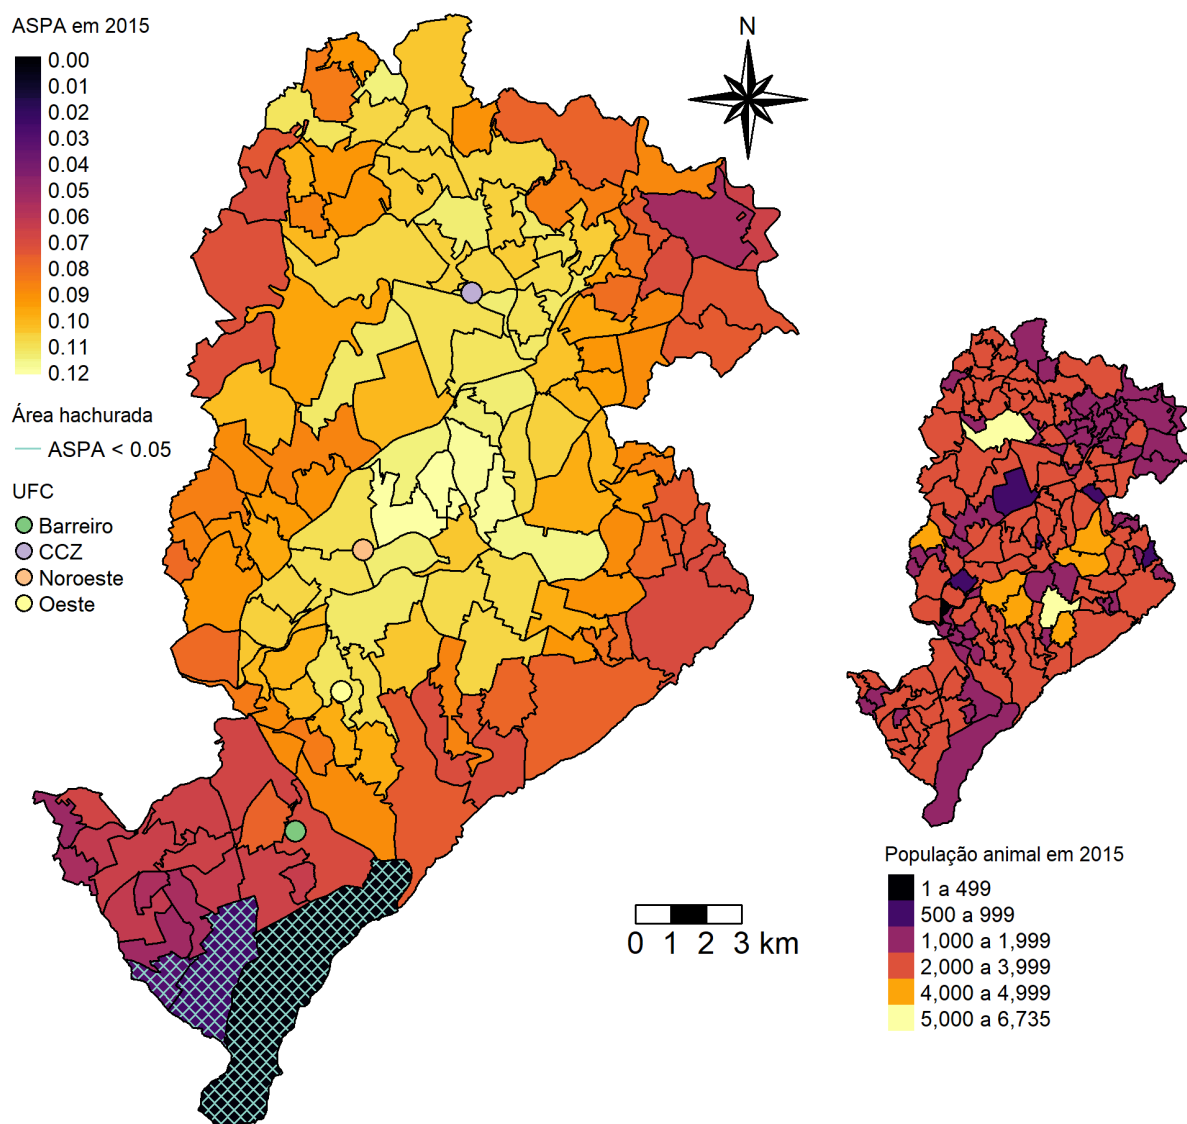 ASPA em 2015
0.00
0.01
0.02
0.03
0.04
0.05
0.06
0.07
0.08
0.09
0.10
0.11
0.12
Área hachurada
ASPA < 0.05
UFC
Barreiro
CCZ
Noroeste
Oeste
N
0 1 2 3 km
População animal em 2015
1 a 499
500 a 999
1,000 a 1,999
2,000 a 3,999
4,000 a 4,999
5,000 a 6,735